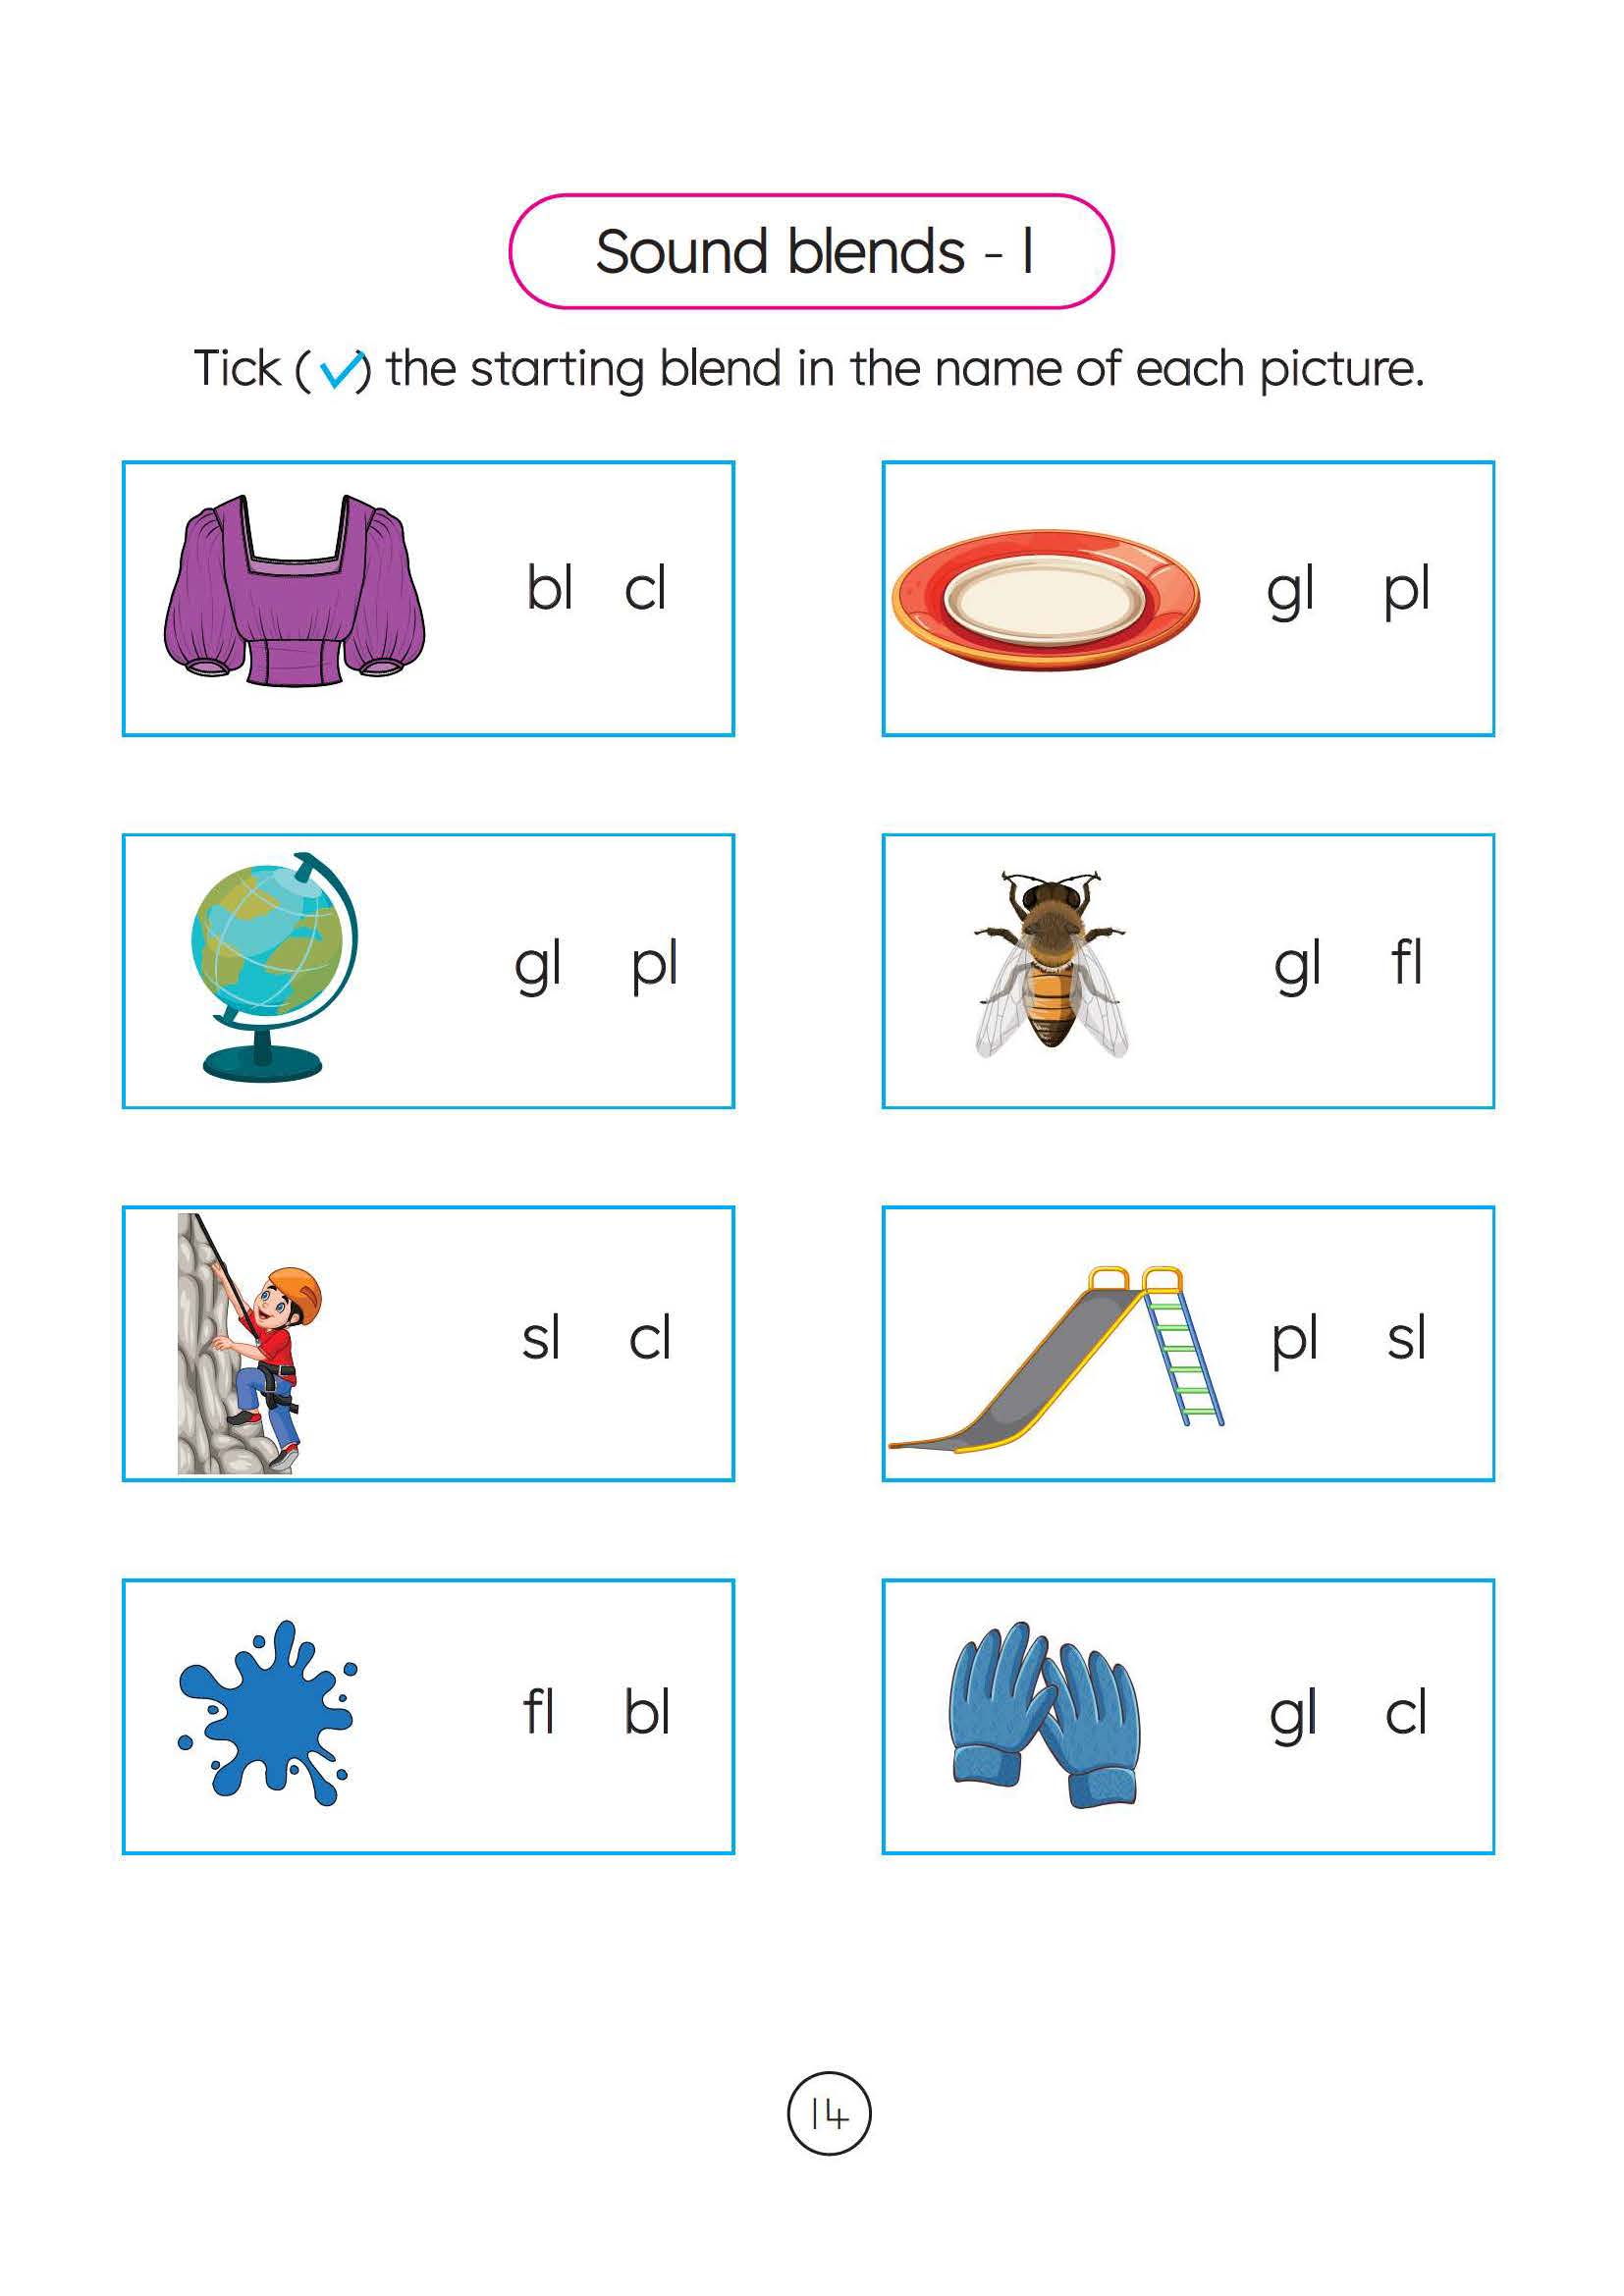 Sound blends - l
Tick (✓) the starting blend in the name of each picture.
bl cl
gl pl
gl pl
gl fl
sl cl
pl sl
fl bl
gl cl
14